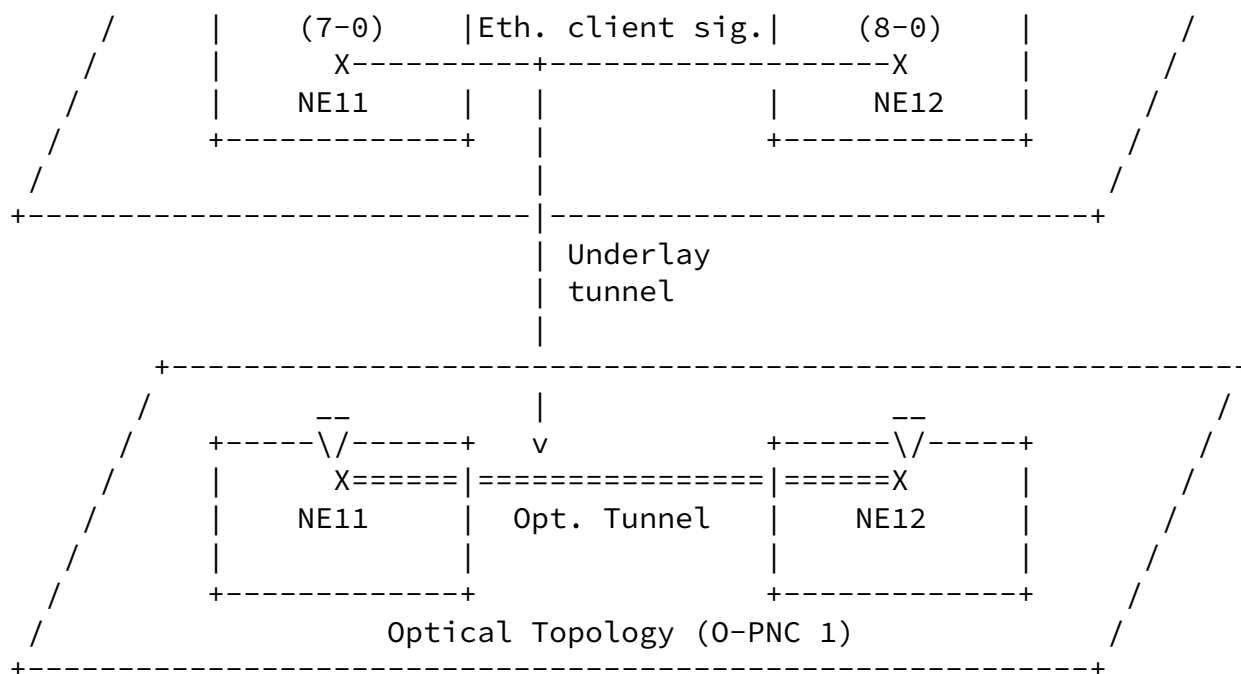 (7-0) Eth. client sig. (8-0)
X X
NE11 NE12
Underlay
tunnel
X X
NE11 Opt. Tunnel NE12
Optical Topology (O-PNC 1)